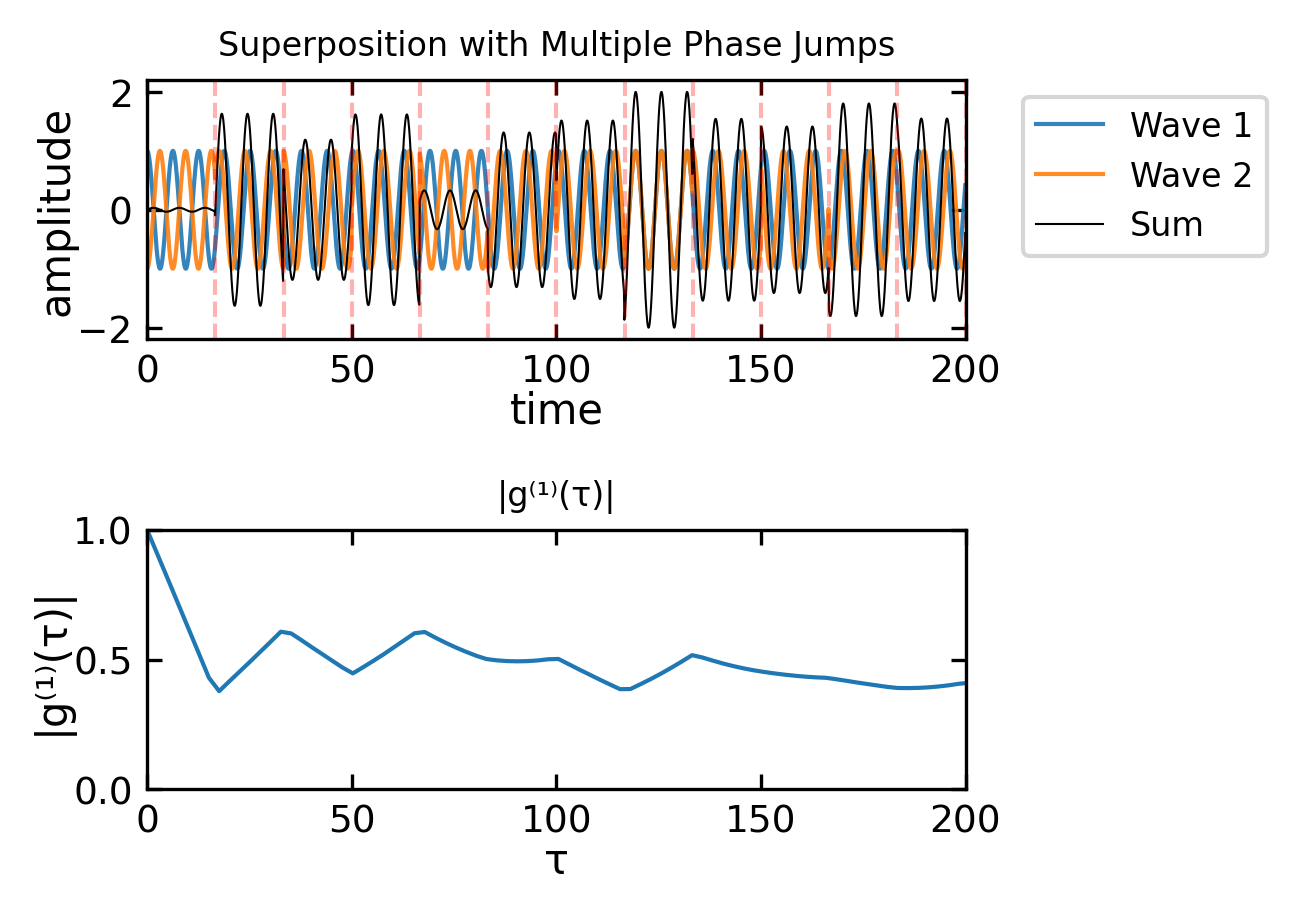 Superposition with Multiple Phase Jumps
2
0
−2
amplitude
0 50 100 150 200
time
Wave 1
Wave 2
Sum
|g⁽¹⁾(τ)|
1.0
0.5
0.0
|g⁽¹⁾(τ)|
0 50 100 150 200
τ